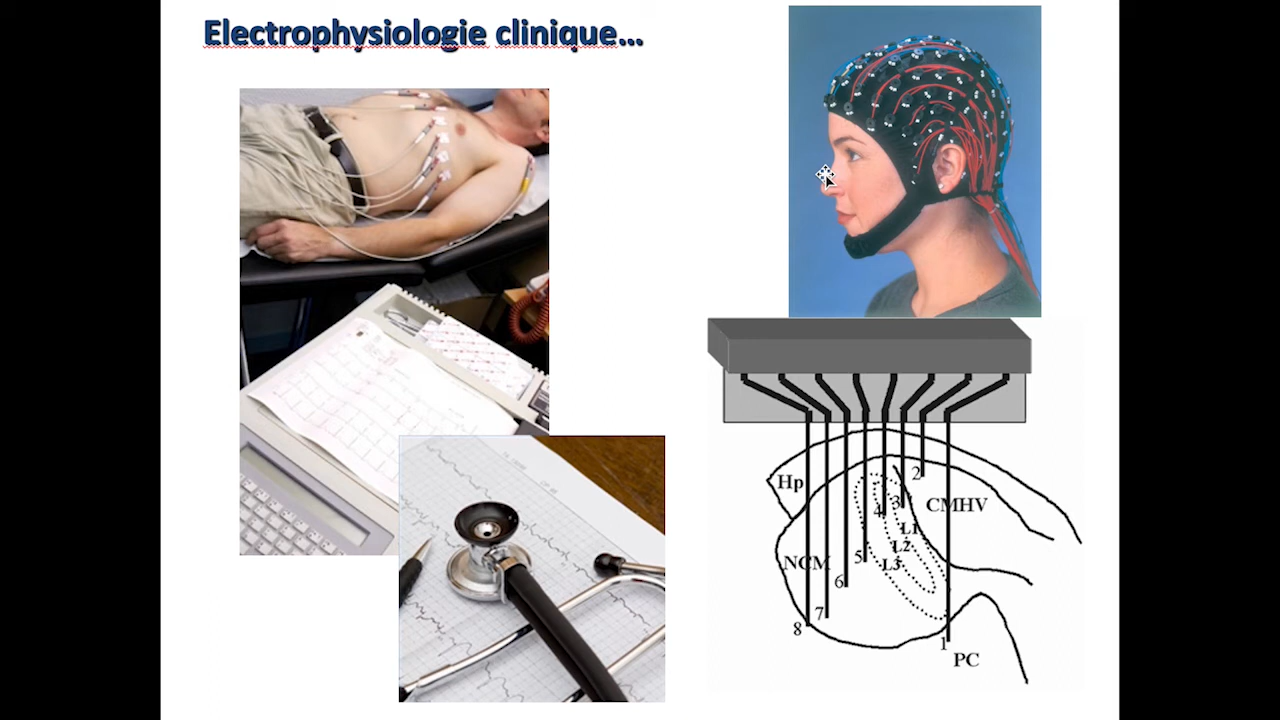 Electrophysiologie clinique...
Hp
2
CMHV
3
4
L1
L2
L3
NCM
5
6
7
8
1
PC